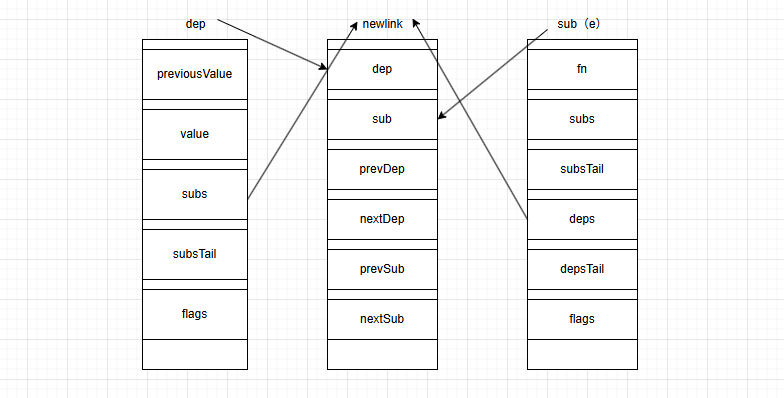 dep
newlink
sub（e）
previousValue
value
subs
subsTail
flags
dep
sub
prevDep
nextDep
prevSub
nextSub
fn
subs
subsTail
deps
depsTail
flags